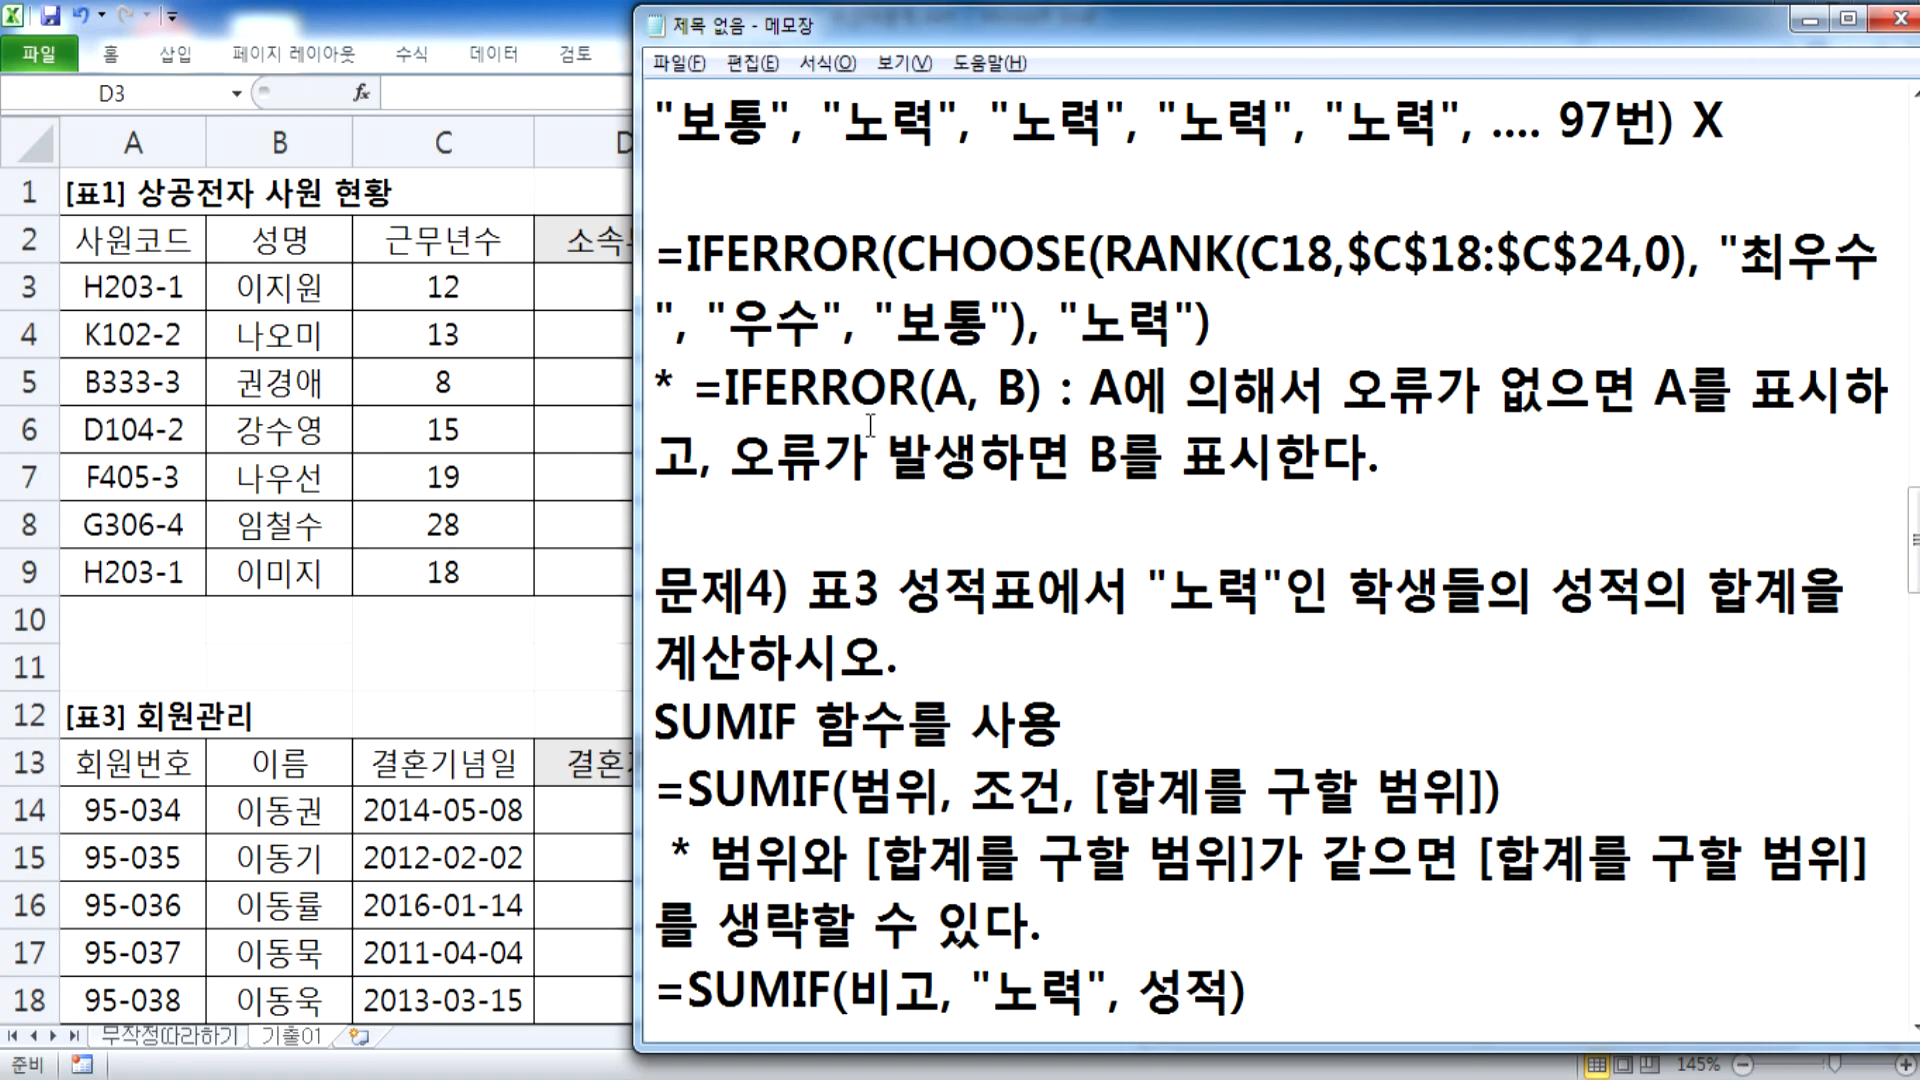 제목 없음 - 메모장
파일 홈 삽입 페이지 레이아웃 수식 데이터 검토
파일(F) 편집(E) 서식(O) 보기(V) 도움말(H)
D3 fx
A B C D
1 [표1] 상공전자 사원 현황
2 사원코드 성명 근무년수 소속
3 H203-1 이지원 12
4 K102-2 나오미 13
5 B333-3 권경애 8
6 D104-2 강수영 15
7 F405-3 나우선 19
8 G306-4 임철수 28
9 H203-1 이미지 18
10
11
12 [표3] 회원관리
13 회원번호 이름 결혼기념일 결혼
14 95-034 이동권 2014-05-08
15 95-035 이동기 2012-02-02
16 95-036 이동률 2016-01-14
17 95-037 이동묵 2011-04-04
18 95-038 이동욱 2013-03-15
무작정따라하기 기출01
준비
145%
"보통", "노력", "노력", "노력", "노력", .... 97번) X
=IFERROR(CHOOSE(RANK(C18,$C$18:$C$24,0), "최우수
", "우수", "보통"), "노력")
* =IFERROR(A, B) : A에 의해서 오류가 없으면 A를 표시하
고, 오류가 발생하면 B를 표시한다.
문제4) 표3 성적표에서 "노력"인 학생들의 성적의 합계을
계산하시오.
SUMIF 함수를 사용
=SUMIF(범위, 조건, [합계를 구할 범위])
* 범위와 [합계를 구할 범위]가 같으면 [합계를 구할 범위]
를 생략할 수 있다.
=SUMIF(비고, "노력", 성적)